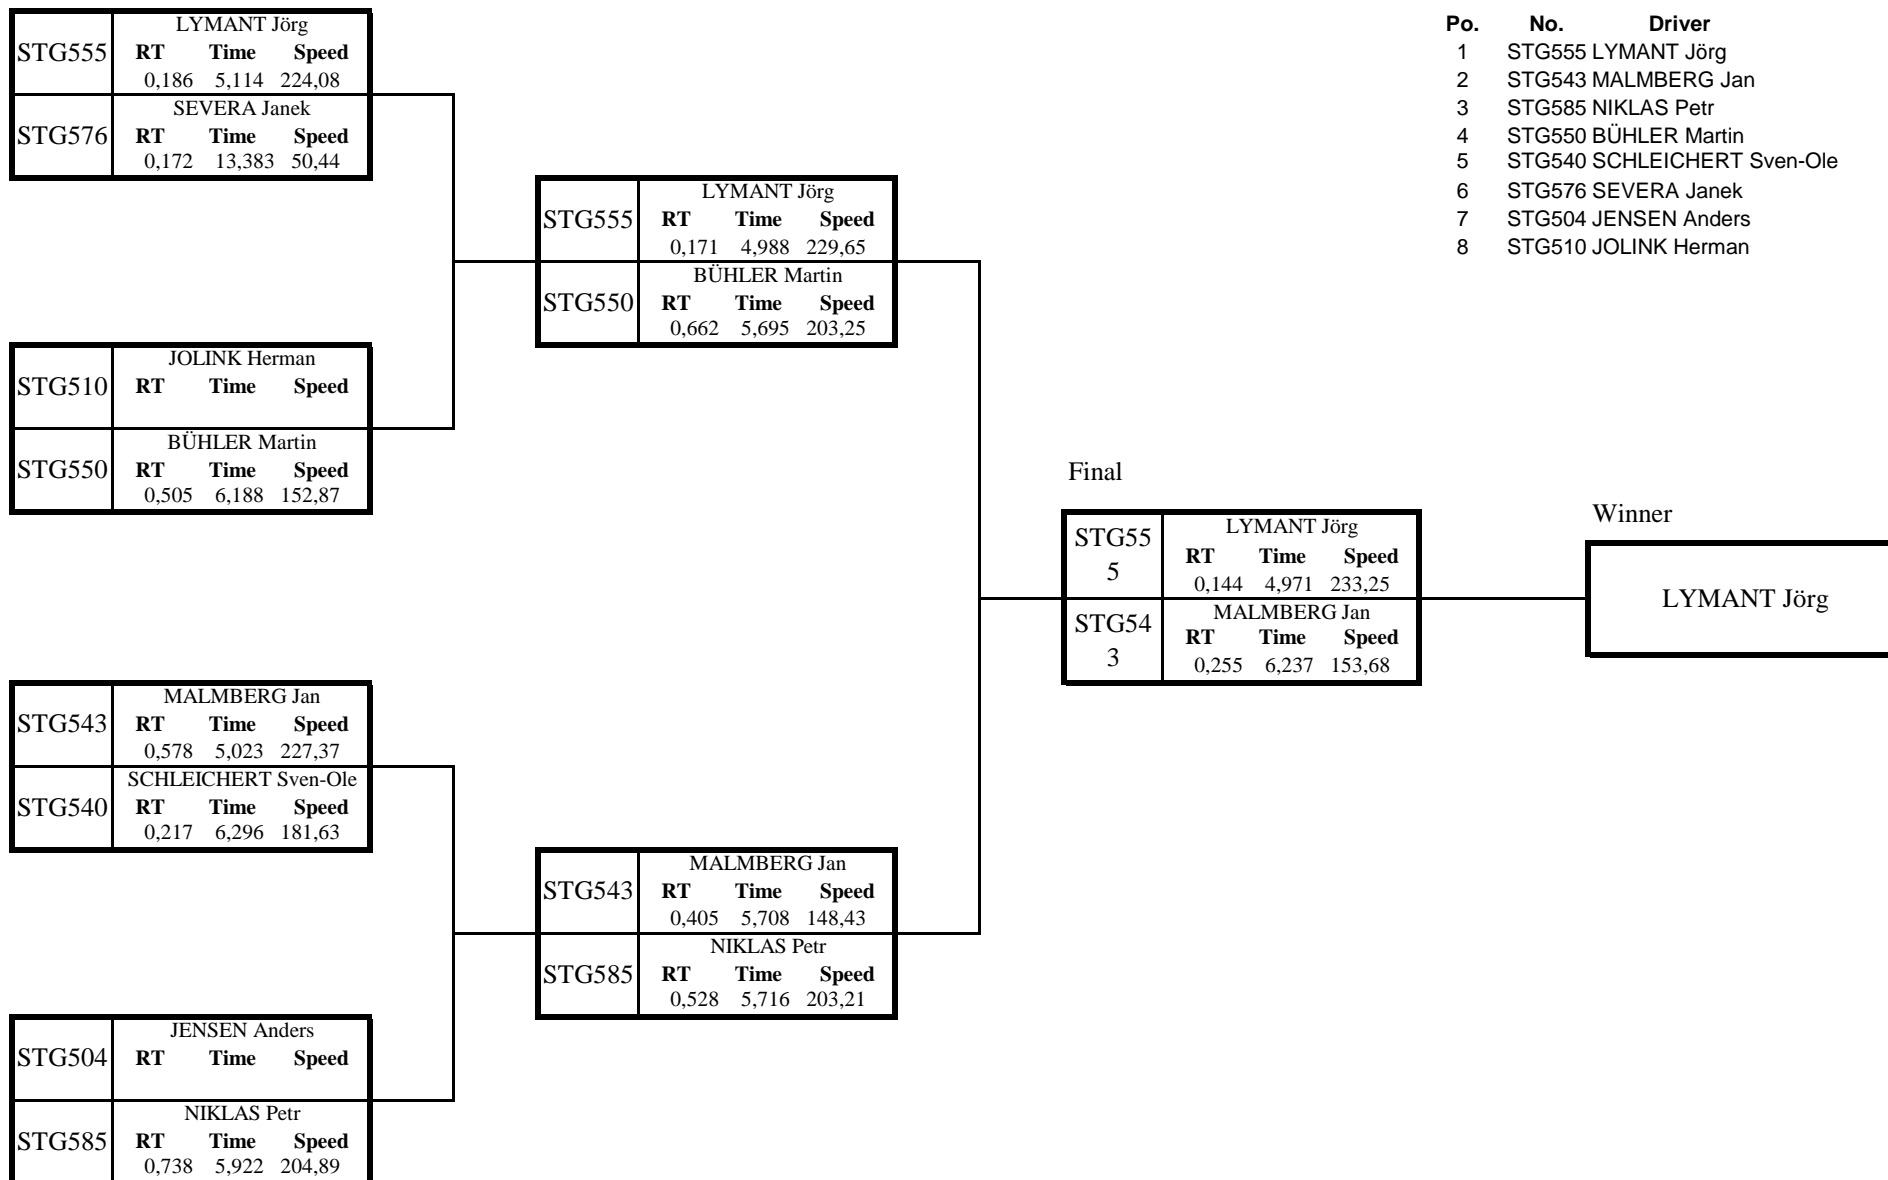 LYMANT Jörg
STG555 RT Time Speed
0,186 5,114 224,08
SEVERA Janek
STG576 RT Time Speed
0,172 13,383 50,44
JOLINK Herman
STG510 RT Time Speed
BÜHLER Martin
STG550 RT Time Speed
0,505 6,188 152,87
MALMBERG Jan
STG543 RT Time Speed
0,578 5,023 227,37
SCHLEICHERT Sven-Ole
STG540 RT Time Speed
0,217 6,296 181,63
JENSEN Anders
STG504 RT Time Speed
NIKLAS Petr
STG585 RT Time Speed
0,738 5,922 204,89
LYMANT Jörg
STG555 RT Time Speed
0,171 4,988 229,65
BÜHLER Martin
STG550 RT Time Speed
0,662 5,695 203,25
MALMBERG Jan
STG543 RT Time Speed
0,405 5,708 148,43
NIKLAS Petr
STG585 RT Time Speed
0,528 5,716 203,21
Final
LYMANT Jörg
STG55
5
RT Time Speed
0,144 4,971 233,25
MALMBERG Jan
STG54
3
RT Time Speed
0,255 6,237 153,68
Winner
LYMANT Jörg
Po. No. Driver
1 STG555 LYMANT Jörg
2 STG543 MALMBERG Jan
3 STG585 NIKLAS Petr
4 STG550 BÜHLER Martin
5 STG540 SCHLEICHERT Sven-Ole
6 STG576 SEVERA Janek
7 STG504 JENSEN Anders
8 STG510 JOLINK Herman